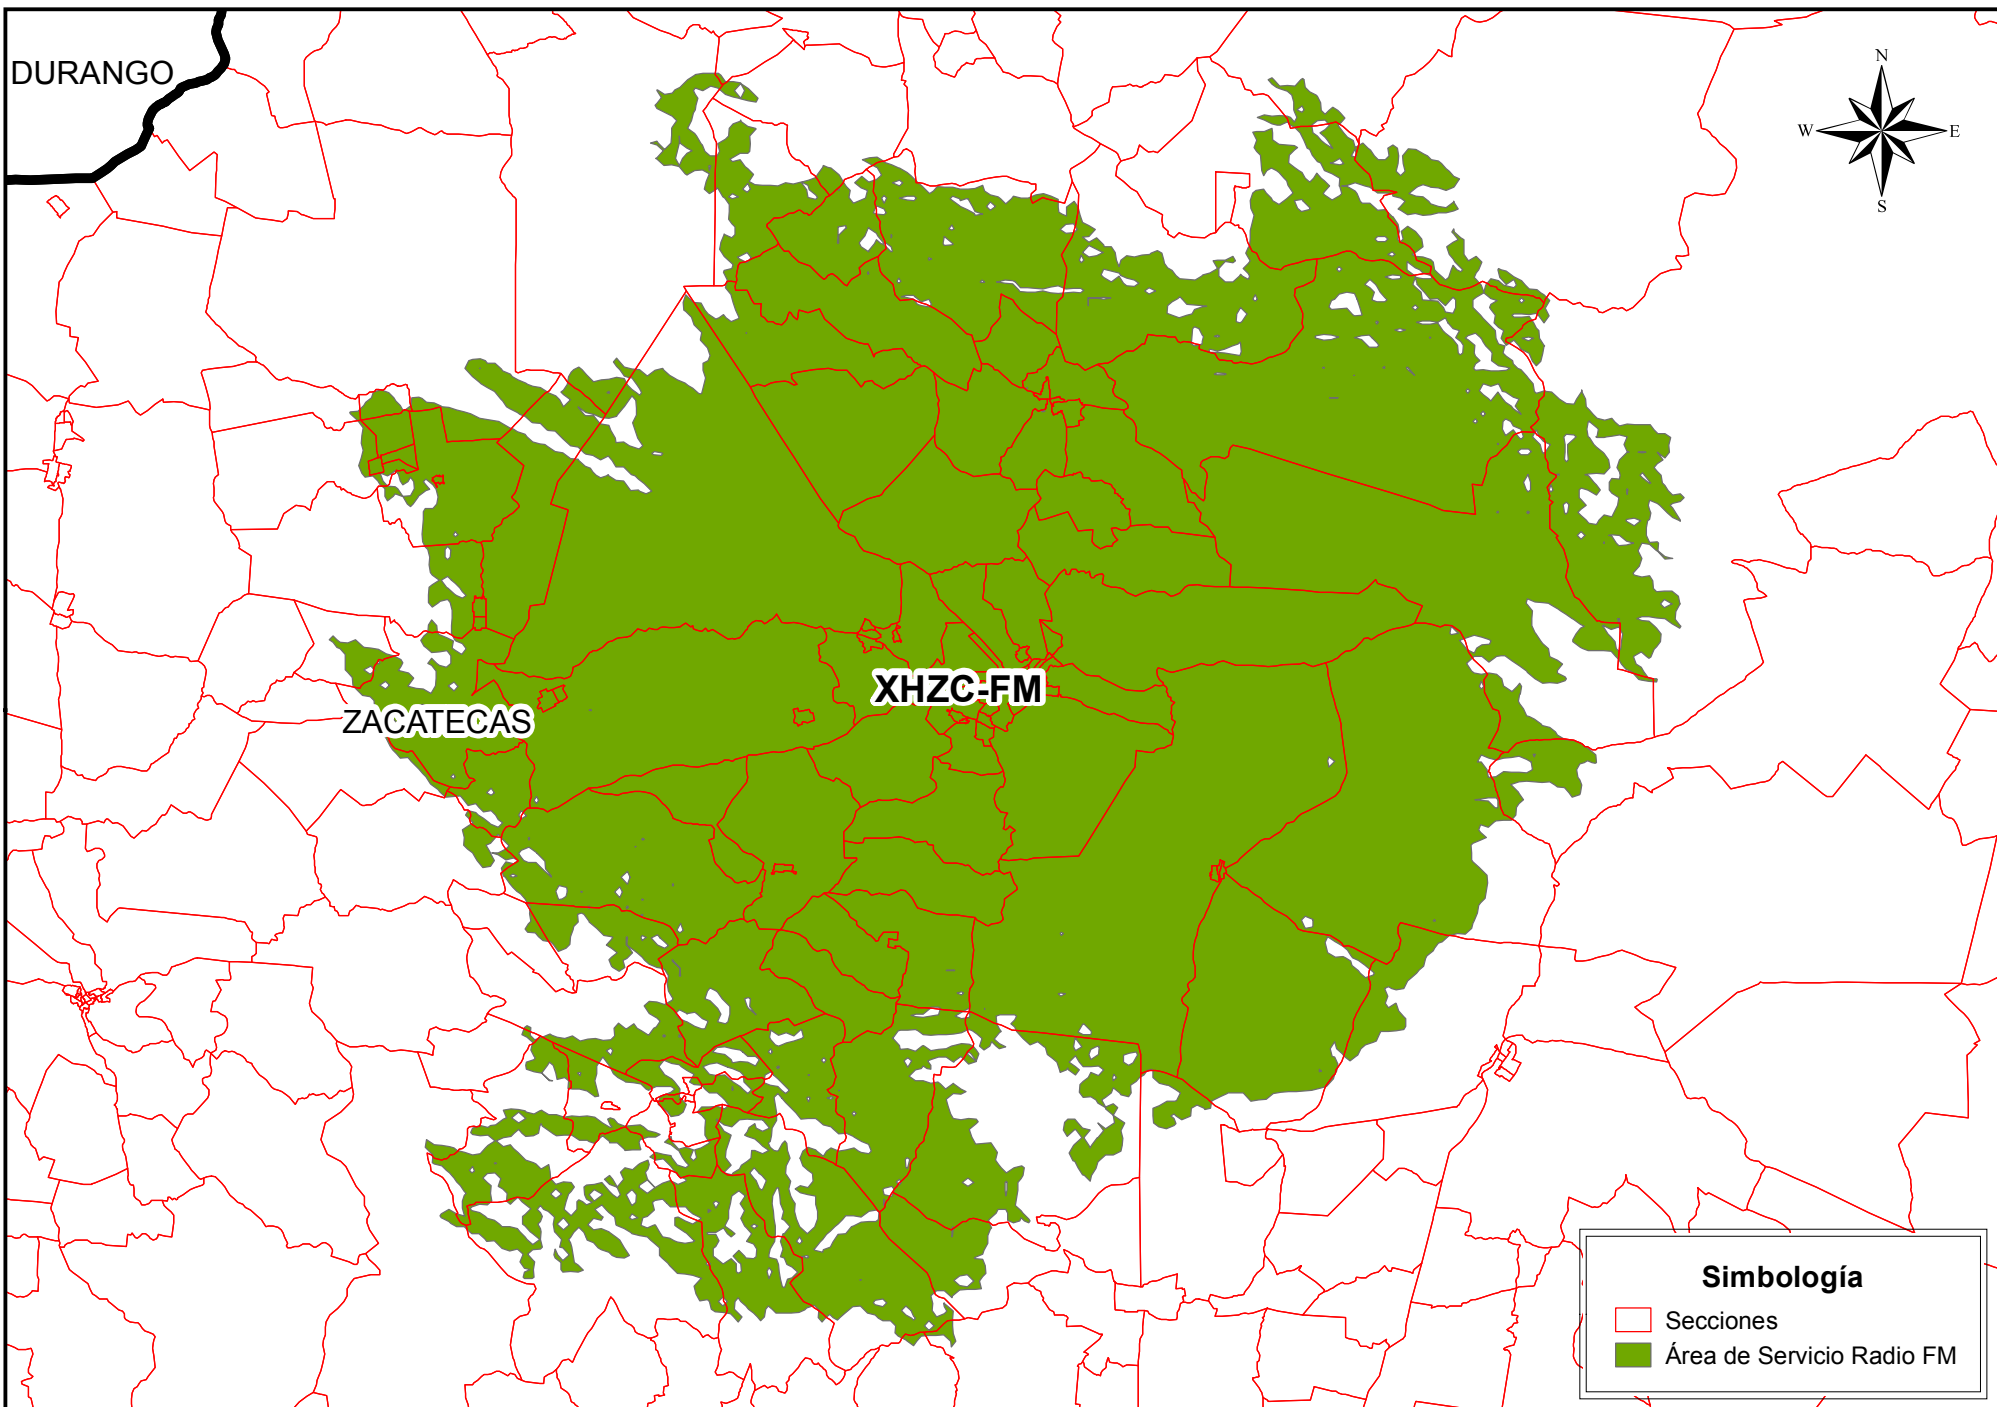 DURANGO
N
W
E
S
XHZC-FM
ZACATECAS
Simbología
Secciones
Área de Servicio Radio FM